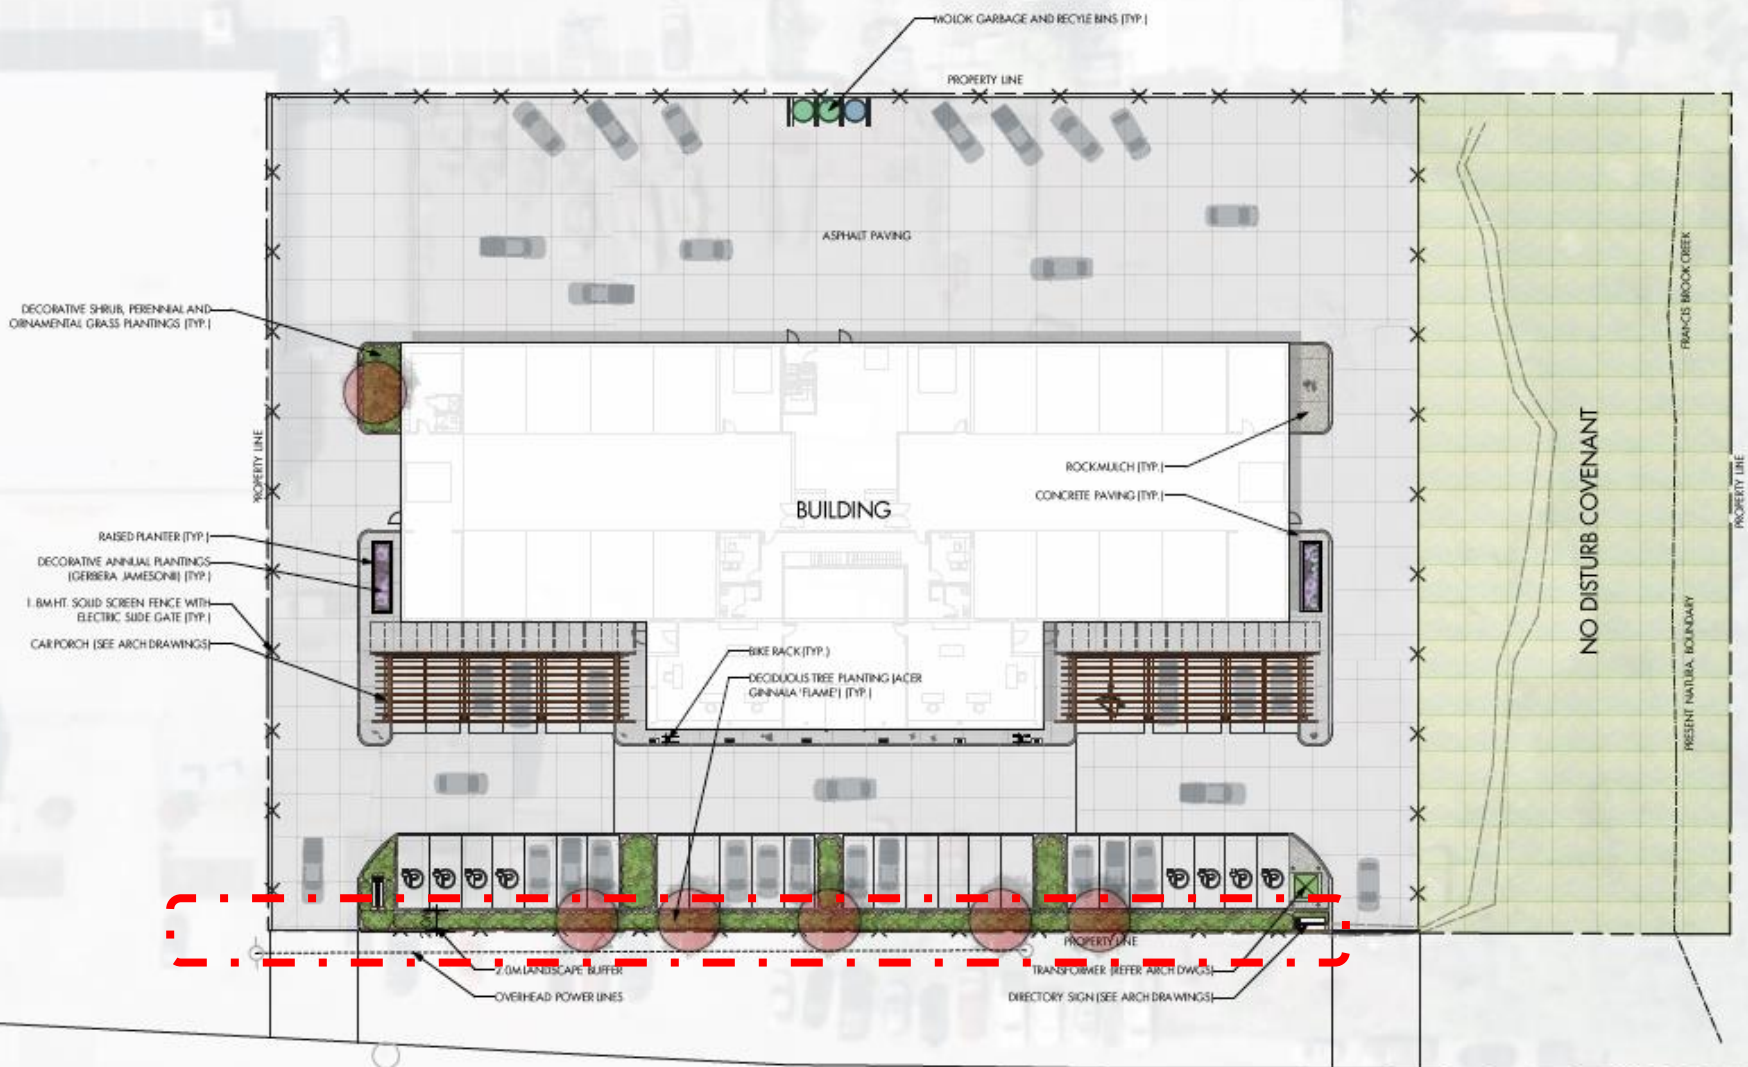 MOLOK GARBAGE AND RECYLE BINS (TYP.)
PROPERTY LINE
ASPHALT PAVING
DECORATIVE SHRUB, PERENNIAL AND
ORNAMENTAL GRASS PLANTINGS (TYP.)
PROPERTY LINE
ROCK MULCH (TYP.)
CONCRETE PAVING (TYP.)
BUILDING
RAISED PLANTER (TYP.)
DECORATIVE ANNUAL PLANTINGS
(GERBERA JAMESONII) (TYP.)
1.8M HT. SOLID SCREEN FENCE WITH
ELECTRIC SLIDE GATE (TYP.)
CAR PORCH (SEE ARCH DRAWINGS)
BIKE RACK (TYP.)
DECIDUOUS TREE PLANTING (ACER
GINNALA 'FLAME') (TYP.)
FRANCIS BROOK CREEK
NO DISTURB COVENANT
PROPERTY LINE
PRESENT NATURAL BOUNDARY
PROPERTY LINE
2.0M LANDSCAPE BUFFER
OVERHEAD POWER LINES
TRANSFORMER (REFER ARCH DWGS)
DIRECTORY SIGN (SEE ARCH DRAWINGS)